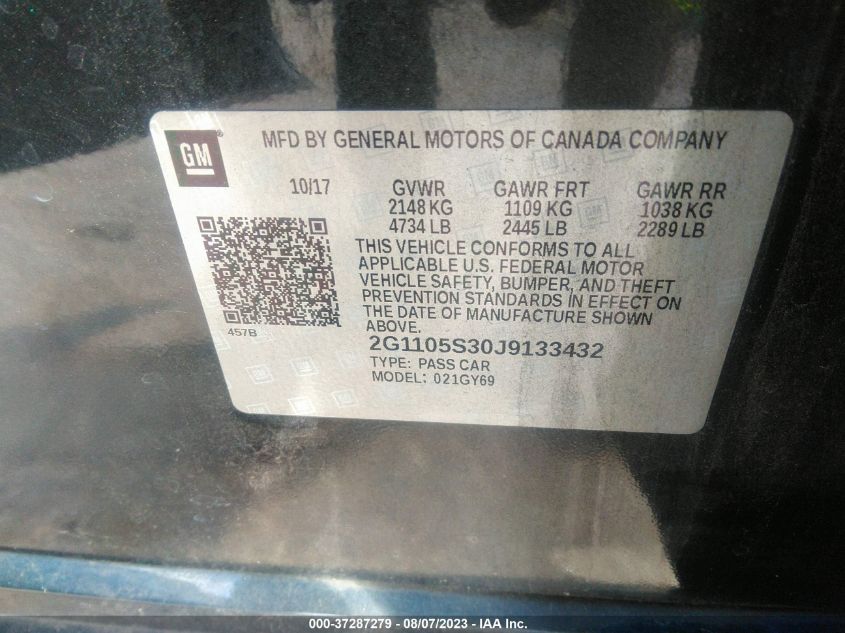 GM
MFD BY GENERAL MOTORS OF CANADA COMPANY
10/17 GVWR GAWR FRT GAWR RR
2148 KG 1109 KG 1038 KG
4734 LB 2445 LB 2289 LB
THIS VEHICLE CONFORMS TO ALL
APPLICABLE U.S. FEDERAL MOTOR
VEHICLE SAFETY, BUMPER, AND THEFT
PREVENTION STANDARDS IN EFFECT ON
THE DATE OF MANUFACTURE SHOWN
ABOVE.
457B
2G1105S30J9133432
TYPE: PASS CAR
MODEL: 021GY69
000-37287279 - 08/07/2023 - IAA Inc.